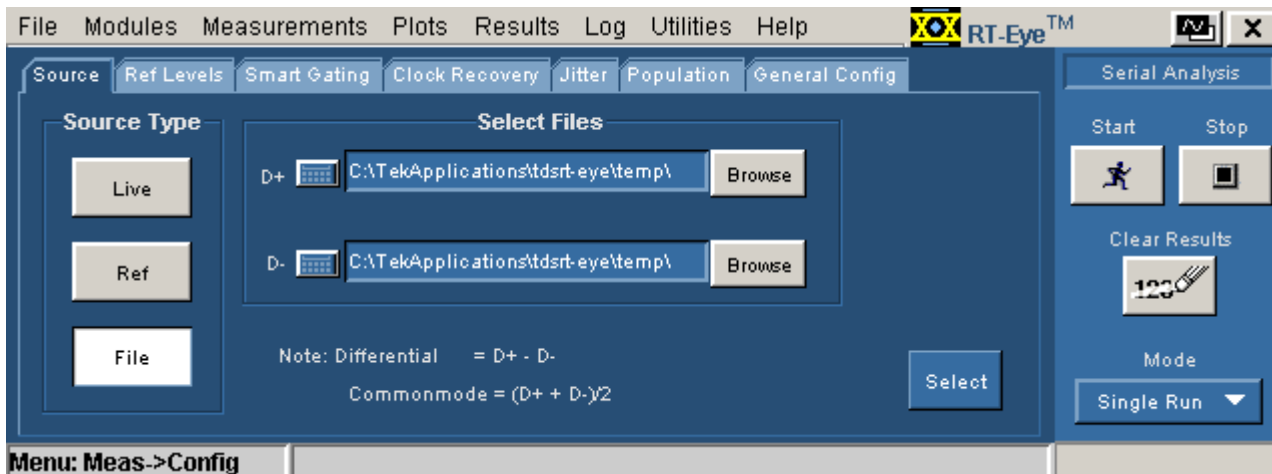 File Modules Measurements Plots Results Log Utilities Help RT-Eye™
Source Ref Levels Smart Gating Clock Recovery Jitter Population General Config
Serial Analysis
Source Type
Live
Ref
File
Select Files
D+ C:\TekApplications\tdsrt-eye\temp\ Browse
D- C:\TekApplications\tdsrt-eye\temp\ Browse
Note: Differential = D+ - D-
Commonmode = (D+ + D-)/2
Select
Start Stop
Clear Results
123
Mode
Single Run
Menu: Meas->Config